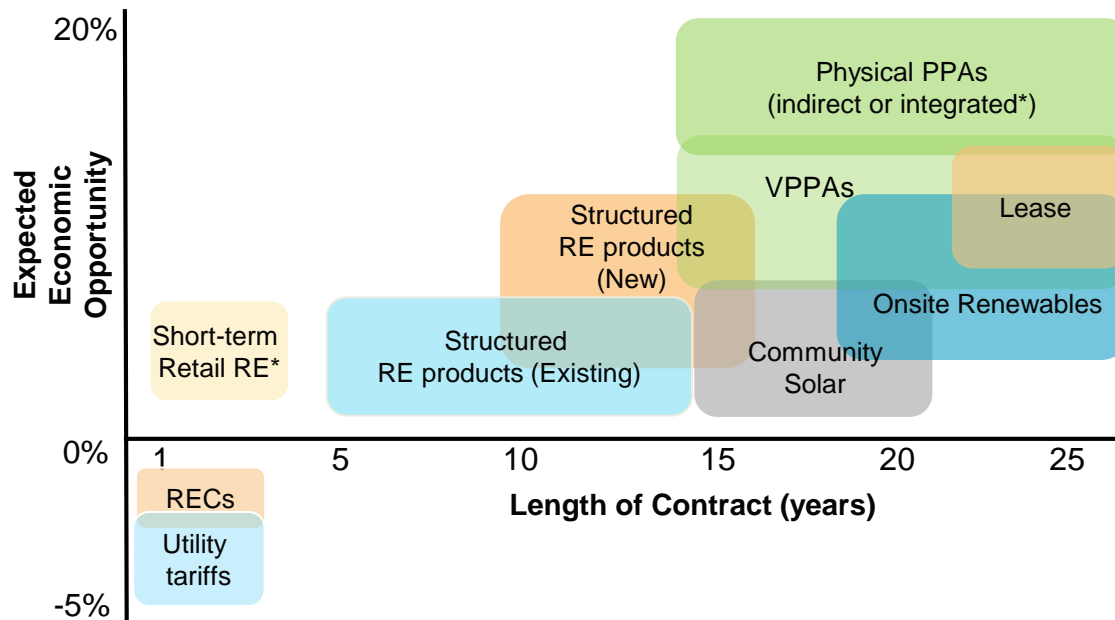 20%
Expected
Economic
Opportunity
Physical PPAs
(indirect or integrated*)
VPPAs
Lease
Structured
RE products
(New)
Onsite Renewables
Short-term
Retail RE*
Structured
RE products (Existing)
Community
Solar
0%
1 5 10 15 20 25
Length of Contract (years)
RECs
Utility
tariffs
-5%